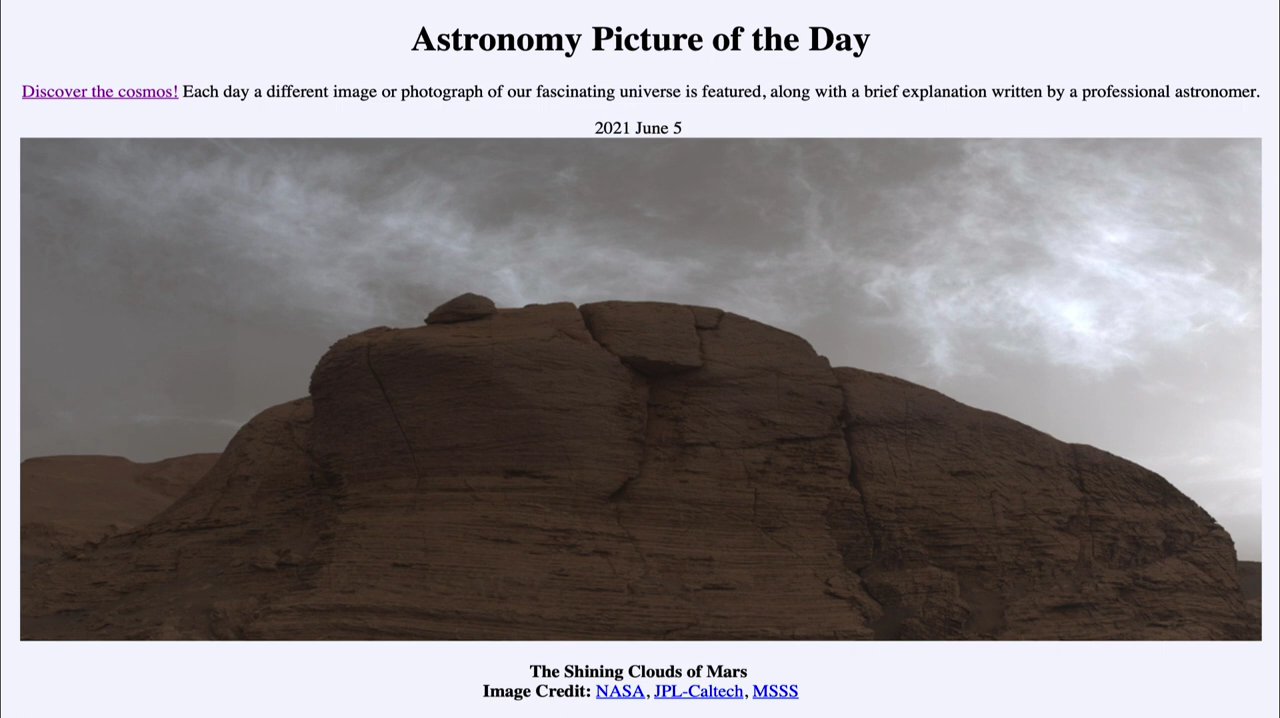 Astronomy Picture of the Day
Discover the cosmos! Each day a different image or photograph of our fascinating universe is featured, along with a brief explanation written by a professional astronomer.
2021 June 5
The Shining Clouds of Mars
Image Credit: NASA, JPL-Caltech, MSSS